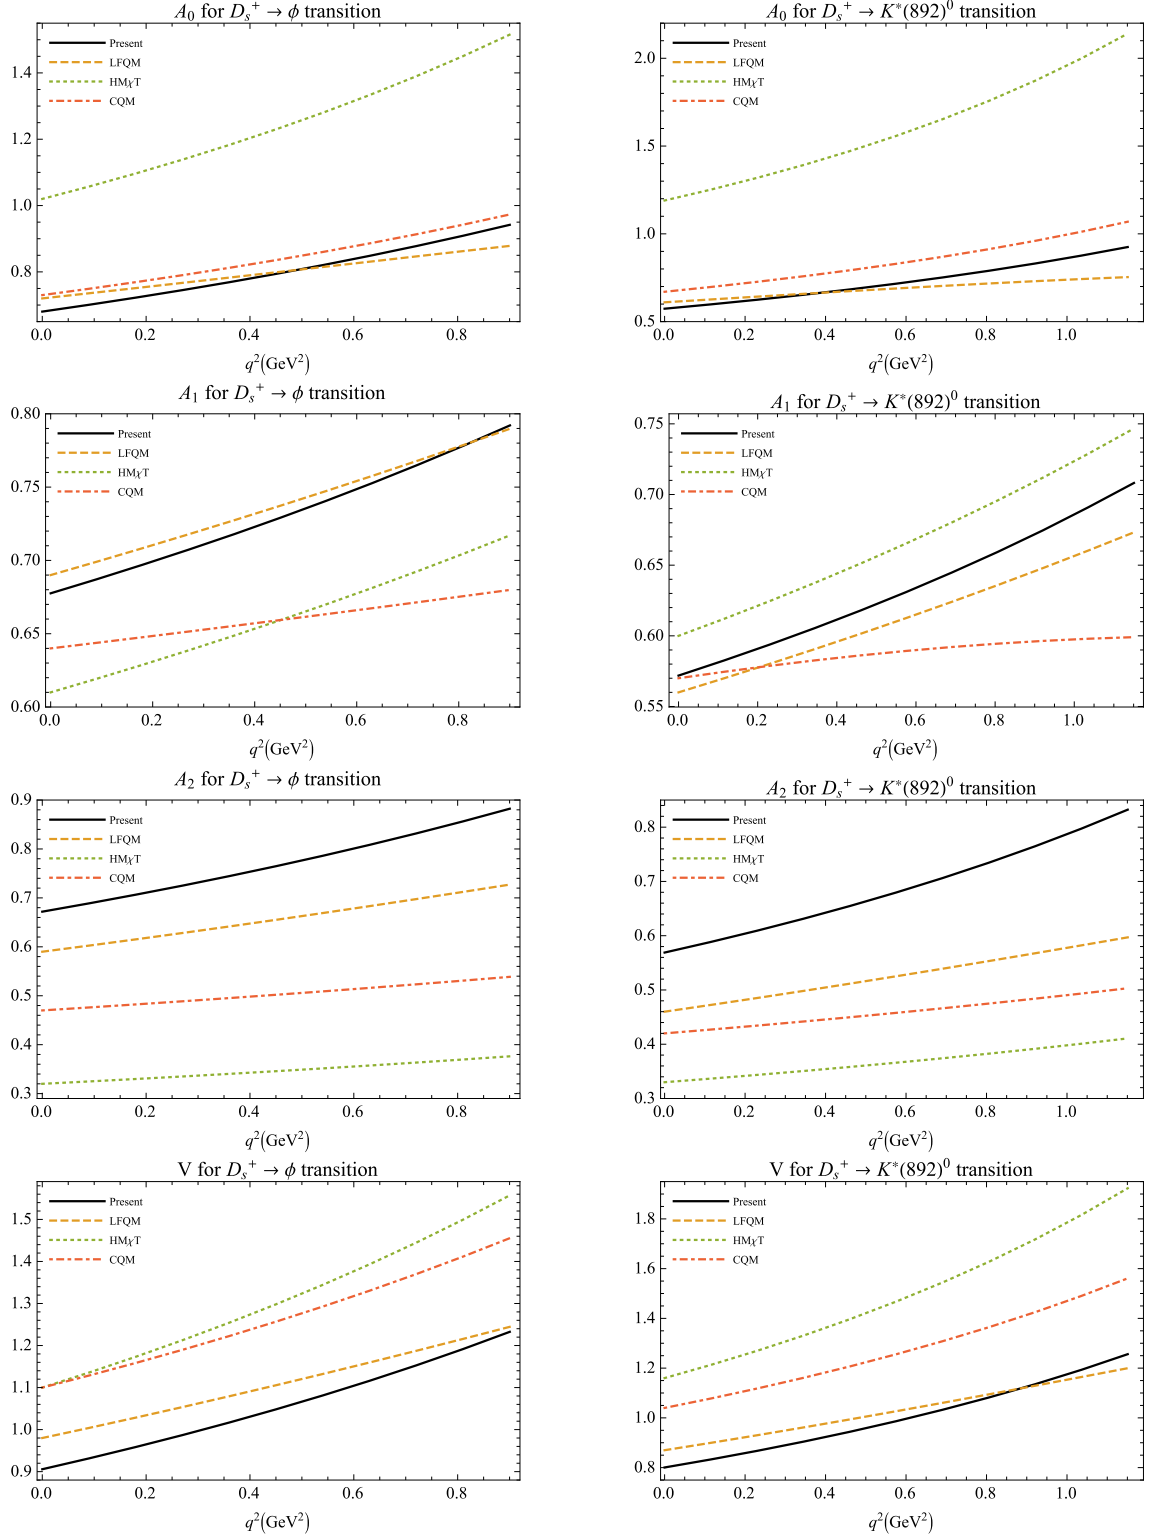 A₀ for Dₛ⁺ → ϕ transition
Present
LFQM
HMχT
CQM
1.4
1.2
1.0
0.8
0.0 0.2 0.4 0.6 0.8
q²(GeV²)
A₀ for Dₛ⁺ → K*(892)⁰ transition
Present
LFQM
HMχT
CQM
2.0
1.5
1.0
0.5
0.0 0.2 0.4 0.6 0.8 1.0
q²(GeV²)
A₁ for Dₛ⁺ → ϕ transition
0.80
Present
LFQM
HMχT
CQM
0.75
0.70
0.65
0.60
0.0 0.2 0.4 0.6 0.8
q²(GeV²)
A₁ for Dₛ⁺ → K*(892)⁰ transition
0.75
Present
LFQM
HMχT
CQM
0.70
0.65
0.60
0.55
0.0 0.2 0.4 0.6 0.8 1.0
q²(GeV²)
A₂ for Dₛ⁺ → ϕ transition
0.9
Present
LFQM
HMχT
CQM
0.8
0.7
0.6
0.5
0.4
0.3
0.0 0.2 0.4 0.6 0.8
q²(GeV²)
A₂ for Dₛ⁺ → K*(892)⁰ transition
Present
LFQM
HMχT
CQM
0.8
0.7
0.6
0.5
0.4
0.3
0.0 0.2 0.4 0.6 0.8 1.0
q²(GeV²)
V for Dₛ⁺ → ϕ transition
Present
LFQM
HMχT
CQM
1.5
1.4
1.3
1.2
1.1
1.0
0.9
0.0 0.2 0.4 0.6 0.8
q²(GeV²)
V for Dₛ⁺ → K*(892)⁰ transition
Present
LFQM
HMχT
CQM
1.8
1.6
1.4
1.2
1.0
0.8
0.0 0.2 0.4 0.6 0.8 1.0
q²(GeV²)